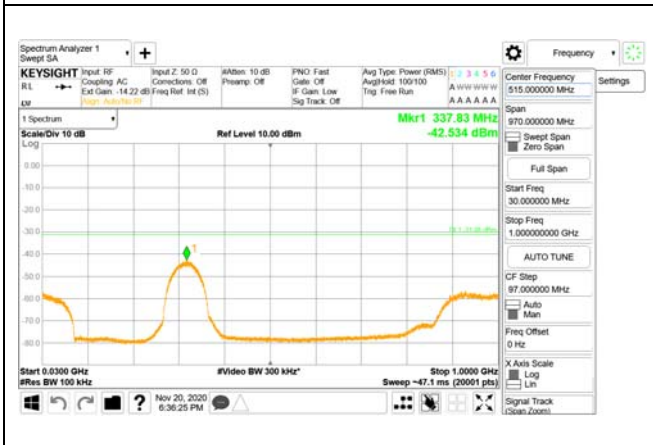 Spectrum Analyzer 1
Swept SA
+
Frequency
KEYSIGHT
RL
Input: RF
Coupling: AC
Ext Gain: -14.22 dB
Align: Auto/No RF
Input Z: 50 Ω
Corrections: Off
Freq Ref: Int (S)
#Atten: 10 dB
Preamp: Off
PNO: Fast
Gate: Off
IF Gain: Low
Sig Track: Off
Avg Type: Power (RMS)
Avg|Hold: 100/100
Trig: Free Run
1 2 3 4 5 6
A W W W W W
A A A A A A
1 Spectrum
Scale/Div 10 dB
Log
Ref Level 10.00 dBm
Mkr1 337.83 MHz
-42.534 dBm
0.00
-10.0
-20.0
-30.0
-40.0
-50.0
-60.0
-70.0
-80.0
1
Start 0.0300 GHz
#Res BW 100 kHz
#Video BW 300 kHz*
Stop 1.0000 GHz
Sweep ~47.1 ms (20001 pts)
Nov 20, 2020
6:36:25 PM
?
Center Frequency
515.000000 MHz
Settings
Span
970.000000 MHz
Swept Span
Zero Span
Full Span
Start Freq
30.000000 MHz
Stop Freq
1.000000000 GHz
AUTO TUNE
CF Step
97.000000 MHz
Auto
Man
Freq Offset
0 Hz
X Axis Scale
Log
Lin
Signal Track
(Span Zoom)